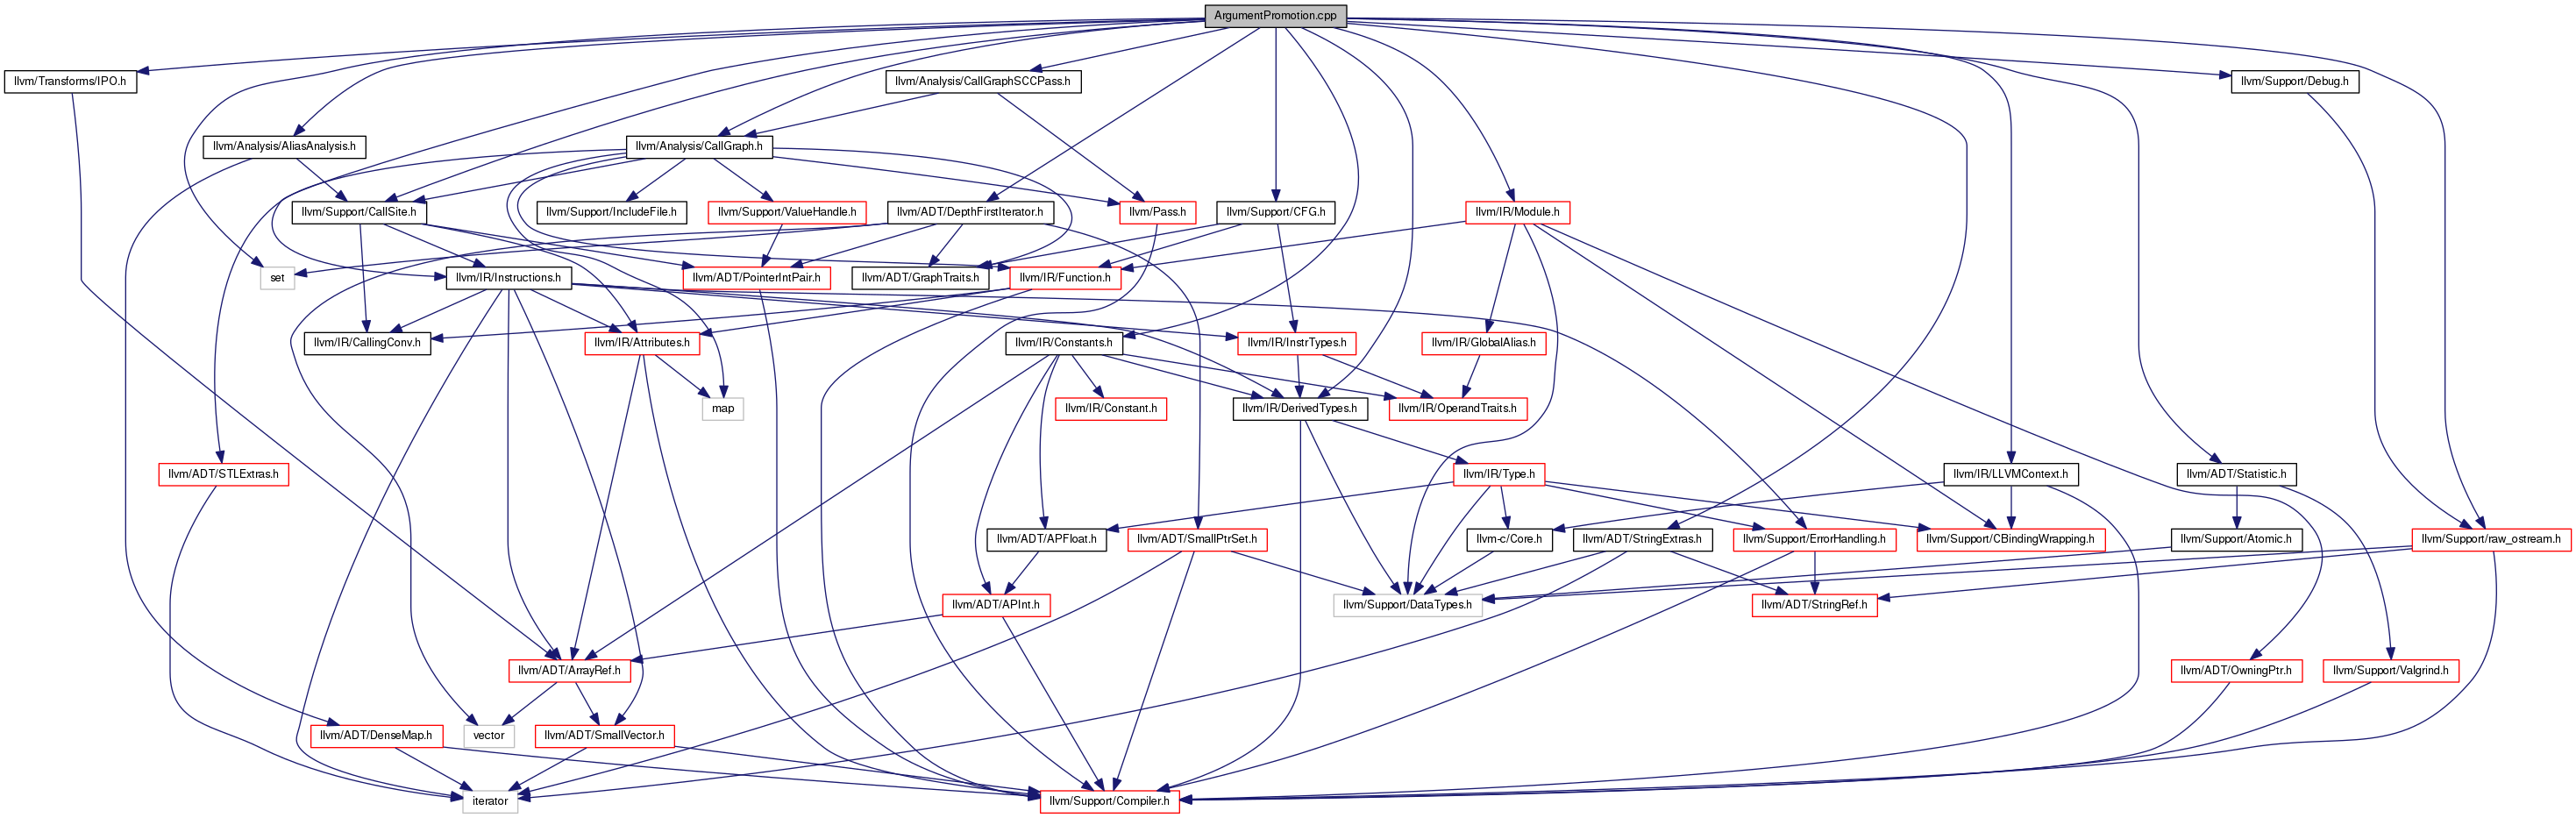 ArgumentPromotion.cpp
llvm/Transforms/IPO.h
llvm/Analysis/CallGraphSCCPass.h
llvm/Support/Debug.h
llvm/Analysis/AliasAnalysis.h
llvm/Analysis/CallGraph.h
llvm/Support/CallSite.h
llvm/Support/IncludeFile.h
llvm/Support/ValueHandle.h
llvm/ADT/DepthFirstIterator.h
llvm/Pass.h
llvm/Support/CFG.h
llvm/IR/Module.h
set
llvm/IR/Instructions.h
llvm/ADT/PointerIntPair.h
llvm/ADT/GraphTraits.h
llvm/IR/Function.h
llvm/IR/CallingConv.h
llvm/IR/Attributes.h
llvm/IR/Constants.h
llvm/IR/InstrTypes.h
llvm/IR/GlobalAlias.h
map
llvm/IR/Constant.h
llvm/IR/DerivedTypes.h
llvm/IR/OperandTraits.h
llvm/ADT/STLExtras.h
llvm/IR/Type.h
llvm/IR/LLVMContext.h
llvm/ADT/Statistic.h
llvm/ADT/APFloat.h
llvm/ADT/SmallPtrSet.h
llvm-c/Core.h
llvm/ADT/StringExtras.h
llvm/Support/ErrorHandling.h
llvm/Support/CBindingWrapping.h
llvm/Support/Atomic.h
llvm/Support/raw_ostream.h
llvm/ADT/APInt.h
llvm/Support/DataTypes.h
llvm/ADT/StringRef.h
llvm/ADT/ArrayRef.h
llvm/ADT/OwningPtr.h
llvm/Support/Valgrind.h
llvm/ADT/DenseMap.h
vector
llvm/ADT/SmallVector.h
iterator
llvm/Support/Compiler.h